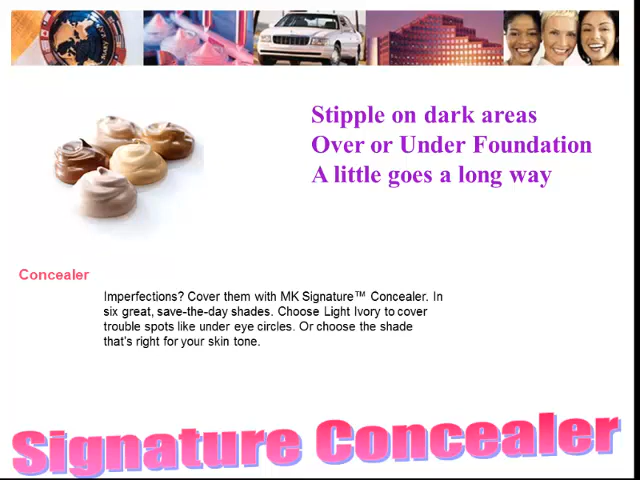 Stipple on dark areas
Over or Under Foundation
A little goes a long way
Concealer
Imperfections? Cover them with MK Signature™ Concealer. In
six great, save-the-day shades. Choose Light Ivory to cover
trouble spots like under eye circles. Or choose the shade
that's right for your skin tone.
Signature Concealer